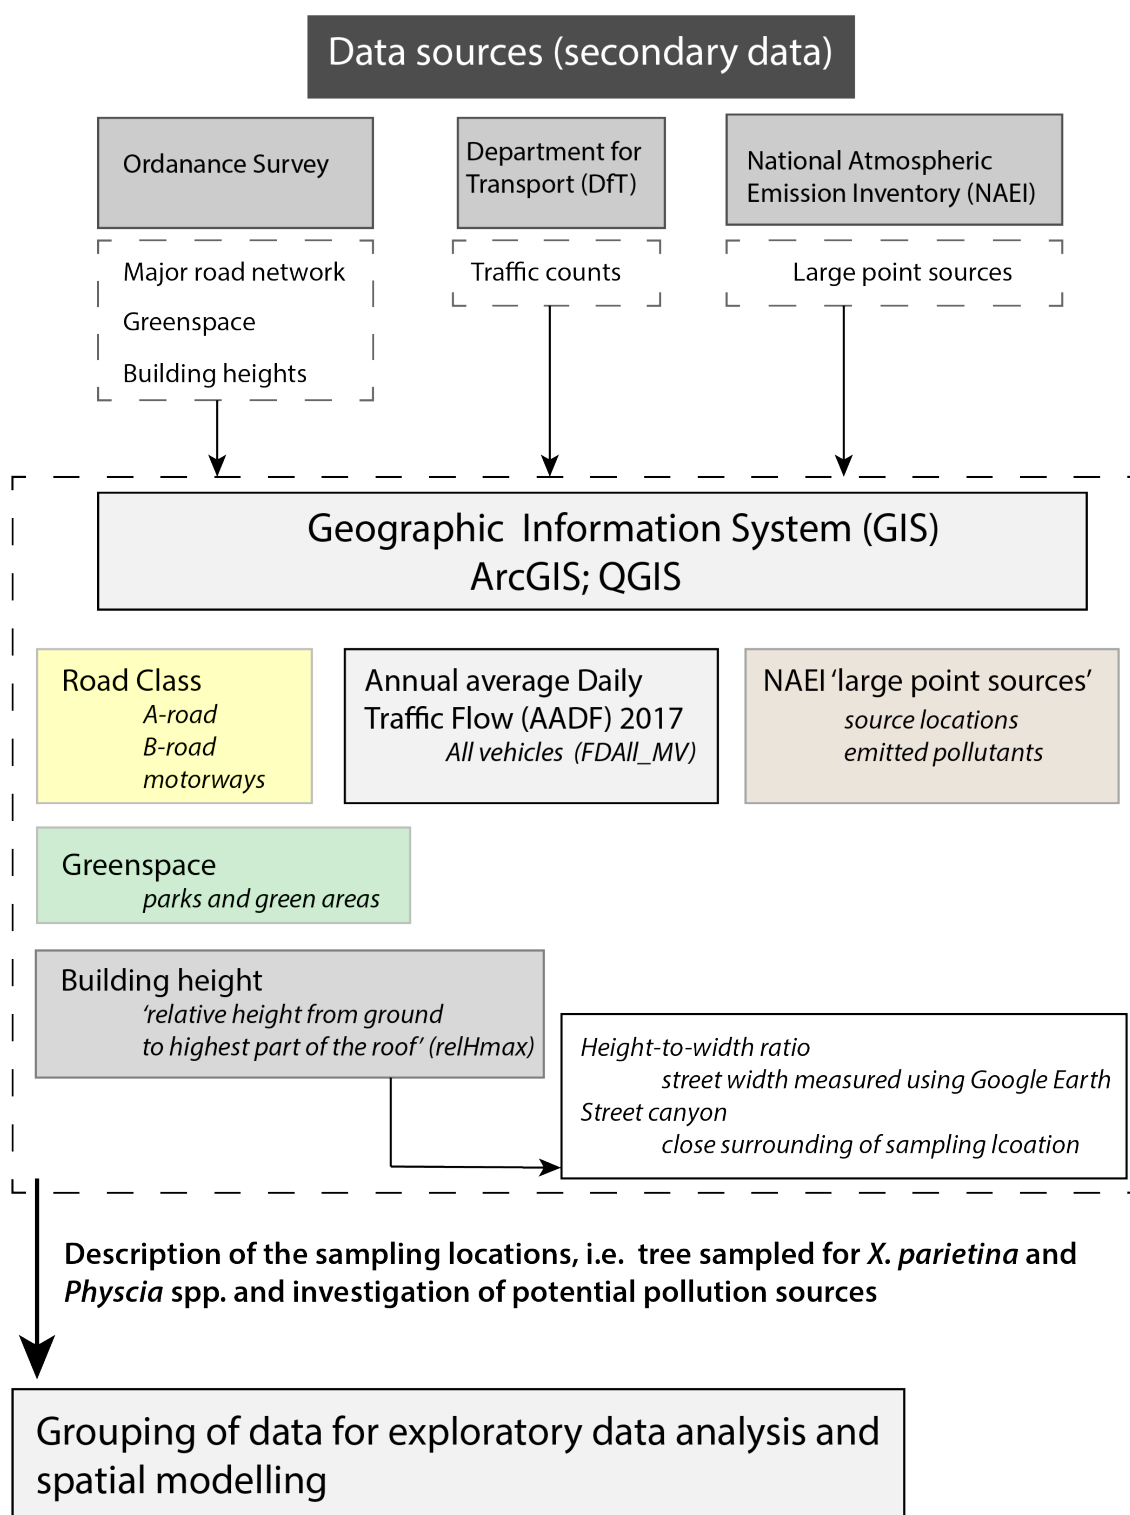 Data sources (secondary data)
Ordanance Survey
Department for
Transport (DfT)
National Atmospheric
Emission Inventory (NAEI)
Major road network
Greenspace
Building heights
Traffic counts
Large point sources
Geographic  Information System (GIS)
ArcGIS; QGIS
Road Class
A-road
B-road
motorways
Annual average Daily
Traffic Flow (AADF) 2017
All vehicles  (FDAll_MV)
NAEI ‘large point sources’
source locations
emitted pollutants
Greenspace
parks and green areas
Building height
‘relative height from ground
to highest part of the roof’ (relHmax)
Height-to-width ratio
street width measured using Google Earth
Street canyon
close surrounding of sampling lcoation
Description of the sampling locations, i.e.  tree sampled for X. parietina and
Physcia spp. and investigation of potential pollution sources
Grouping of data for exploratory data analysis and
spatial modelling